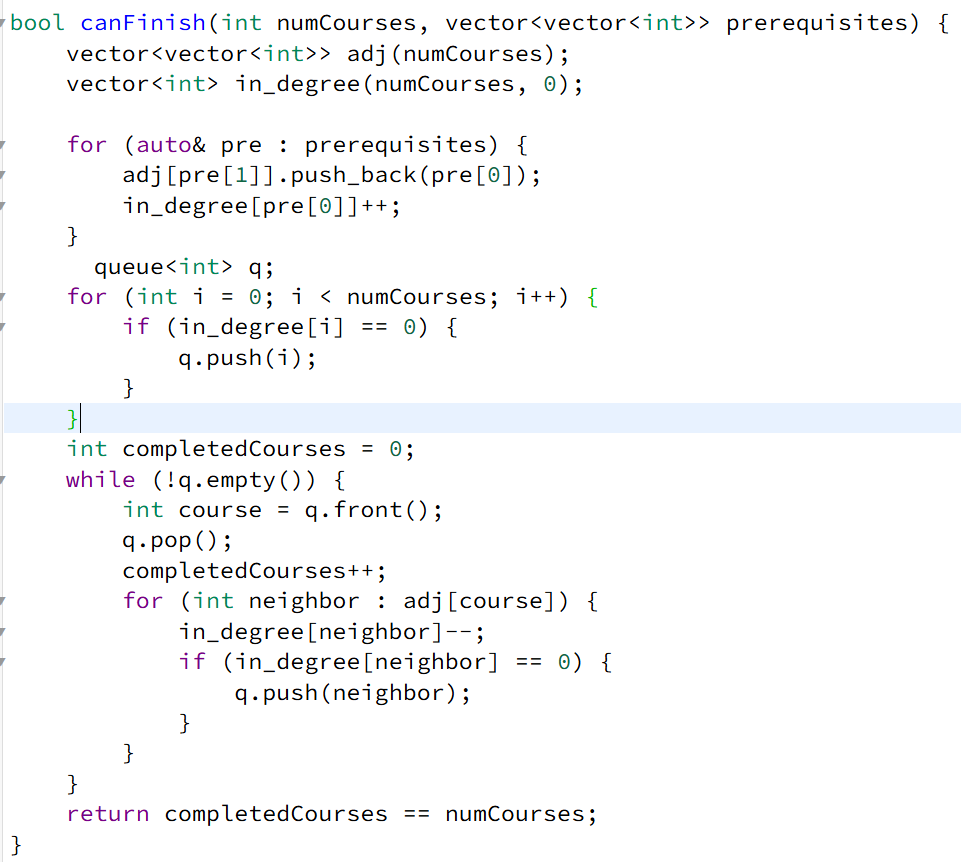 bool canFinish(int numCourses, vector<vector<int>> prerequisites) {
    vector<vector<int>> adj(numCourses);
    vector<int> in_degree(numCourses, 0);

    for (auto& pre : prerequisites) {
        adj[pre[1]].push_back(pre[0]);
        in_degree[pre[0]]++;
    }
      queue<int> q;
    for (int i = 0; i < numCourses; i++) {
        if (in_degree[i] == 0) {
            q.push(i);
        }
    }
    int completedCourses = 0;
    while (!q.empty()) {
        int course = q.front();
        q.pop();
        completedCourses++;
        for (int neighbor : adj[course]) {
            in_degree[neighbor]--;
            if (in_degree[neighbor] == 0) {
                q.push(neighbor);
            }
        }
    }
    return completedCourses == numCourses;
}